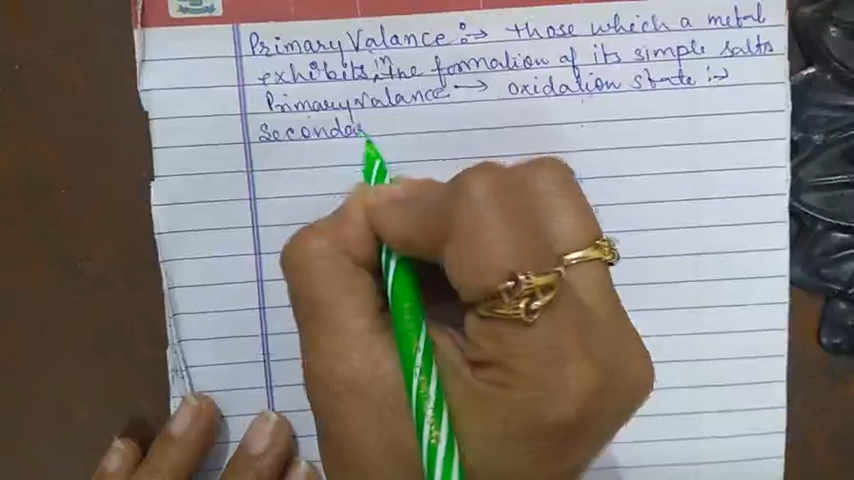 Primary Valance :→ those which a metal
exhibits in the formation of its simple salts
Primary valance → oxidation state :→
Seconda